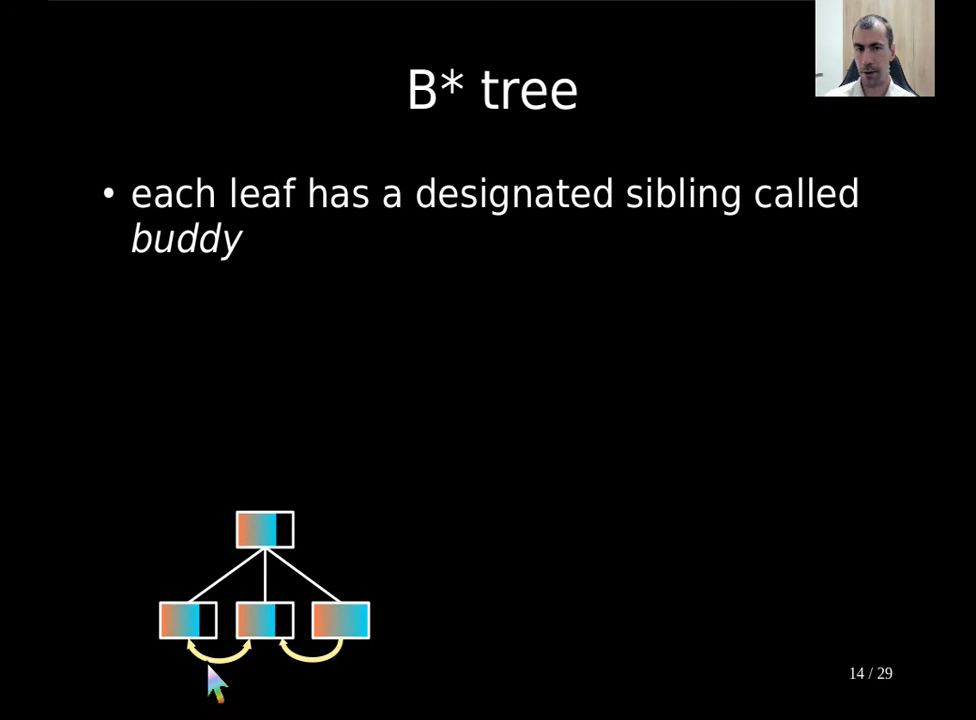 B* tree
• each leaf has a designated sibling called
buddy
14 / 29